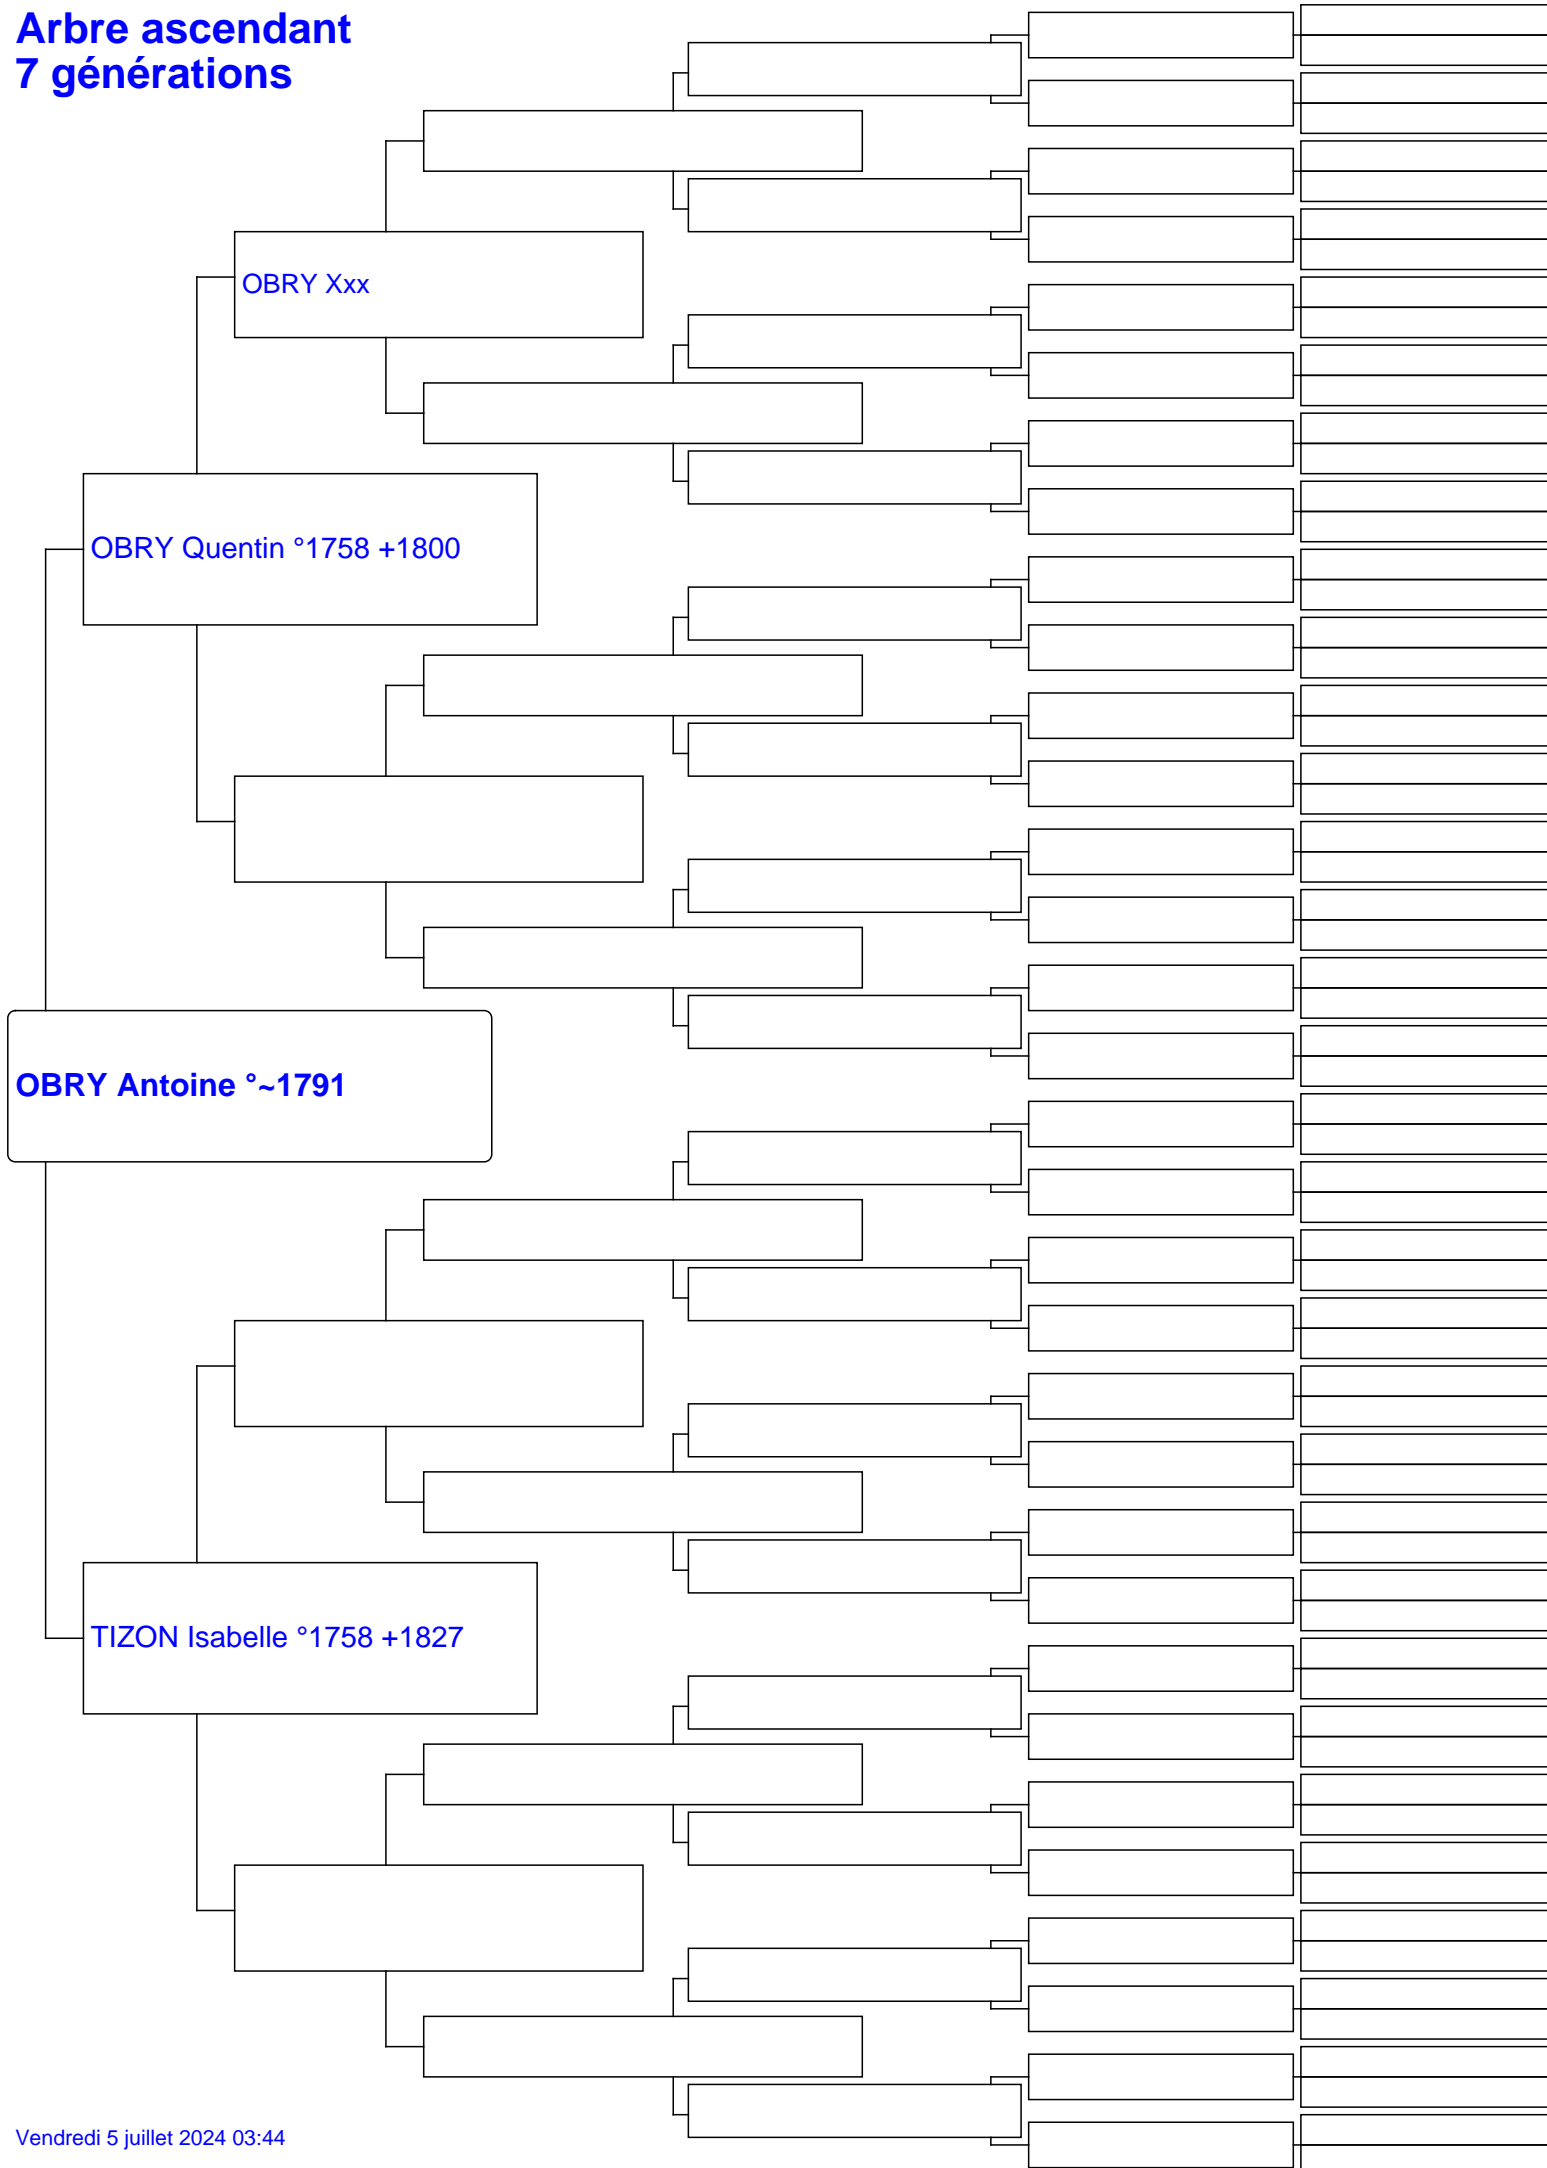 Arbre ascendant
7 générations
OBRY Xxx
OBRY Quentin °1758 +1800
OBRY Antoine °~1791
TIZON Isabelle °1758 +1827
Vendredi 5 juillet 2024 03:44